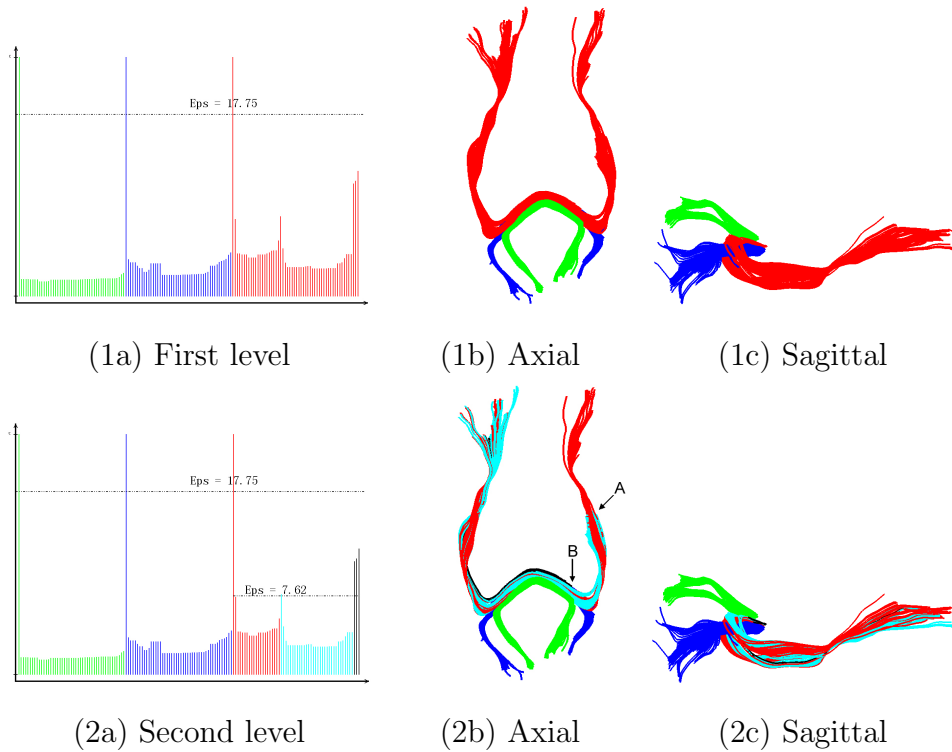 Eps = 17.75
(1a) First level
(1b) Axial
(1c) Sagittal
Eps = 17.75
Eps = 7.62
A
B
(2a) Second level
(2b) Axial
(2c) Sagittal